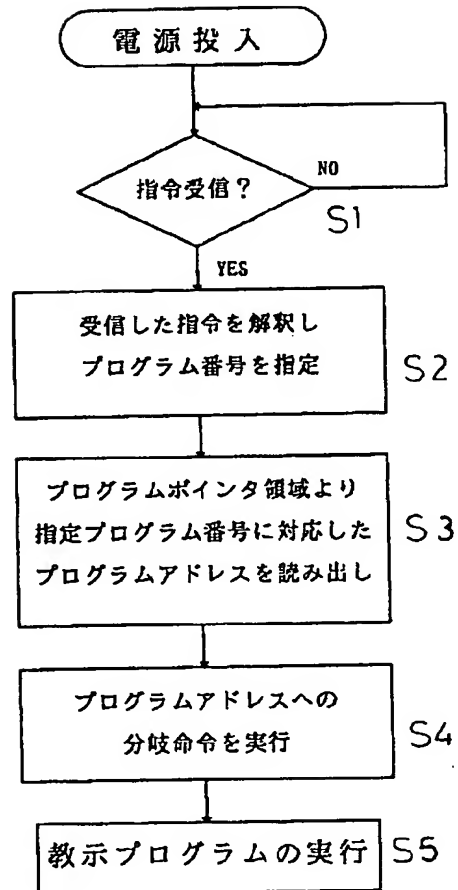 電源投入
指令受信？
NO
S1
YES
受信した指令を解釈し
プログラム番号を指定
S2
プログラムポインタ領域より
指定プログラム番号に対応した
プログラムアドレスを読み出し
S3
プログラムアドレスへの
分岐命令を実行
S4
教示プログラムの実行
S5